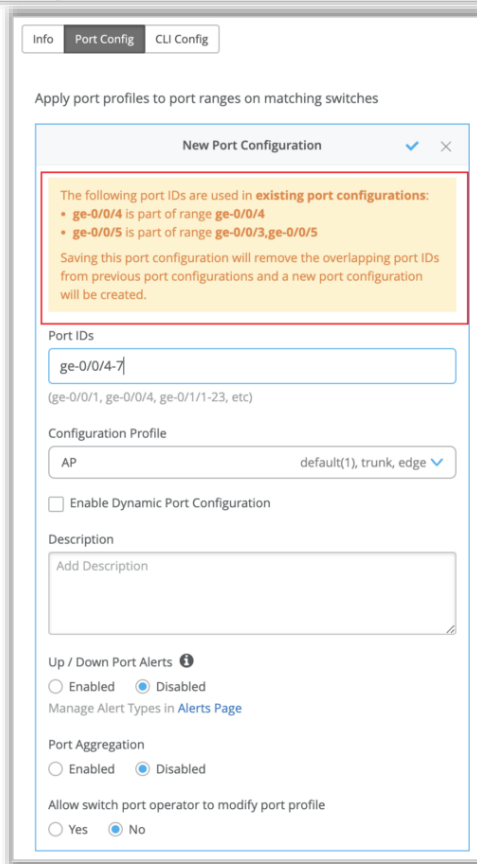 Info Port Config CLI Config
Apply port profiles to port ranges on matching switches
New Port Configuration
The following port IDs are used in existing port configurations:
• ge-0/0/4 is part of range ge-0/0/4
• ge-0/0/5 is part of range ge-0/0/3,ge-0/0/5
Saving this port configuration will remove the overlapping port IDs
from previous port configurations and a new port configuration
will be created.
Port IDs
ge-0/0/4-7
(ge-0/0/1, ge-0/0/4, ge-0/1/1-23, etc)
Configuration Profile
AP default(1), trunk, edge
Enable Dynamic Port Configuration
Description
Add Description
Up / Down Port Alerts
Enabled Disabled
Manage Alert Types in Alerts Page
Port Aggregation
Enabled Disabled
Allow switch port operator to modify port profile
Yes No